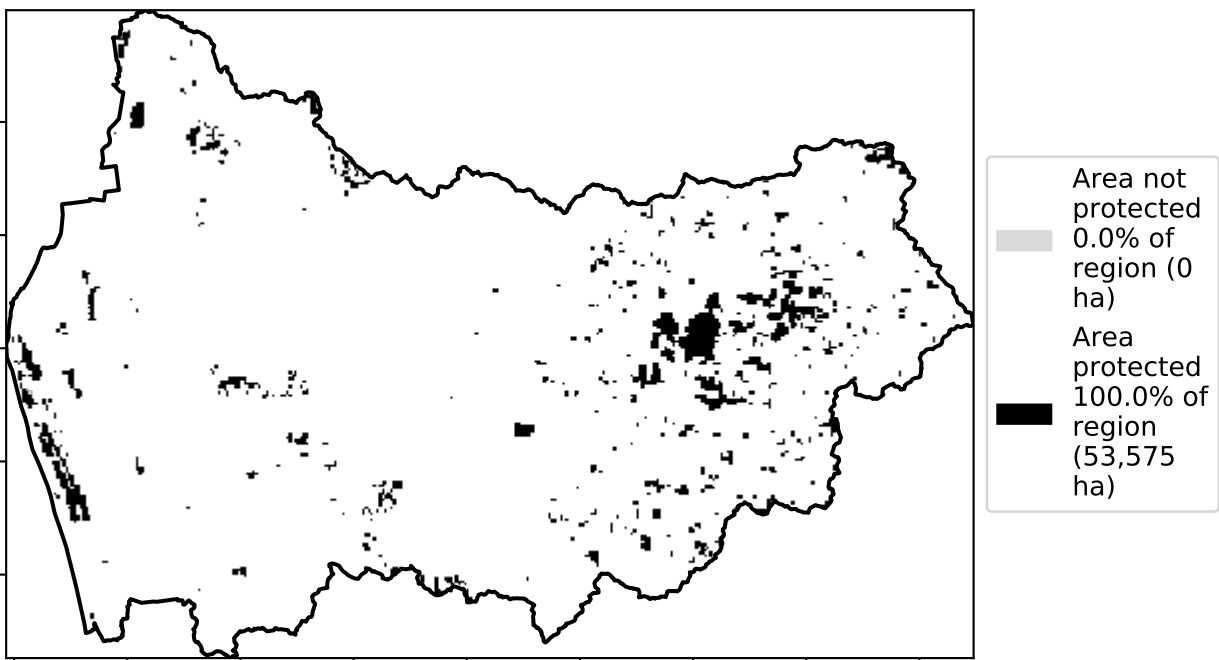 Area not
protected
0.0% of
region (0
ha)
Area
protected
100.0% of
region
(53,575
ha)